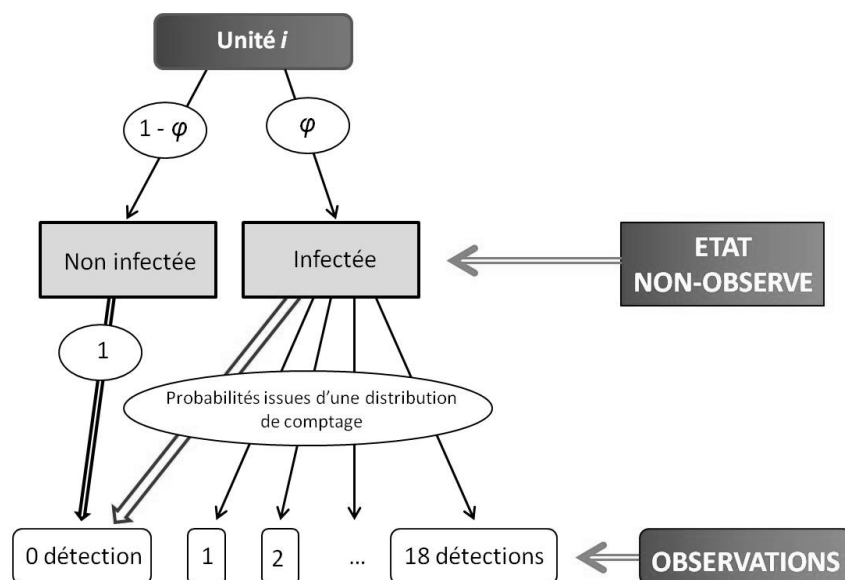 Unité i
1 - φ
φ
Non infectée
Infectée
ETAT
NON-OBSERVE
1
Probabilités issues d'une distribution
de comptage
0 détection
1
2
...
18 détections
OBSERVATIONS